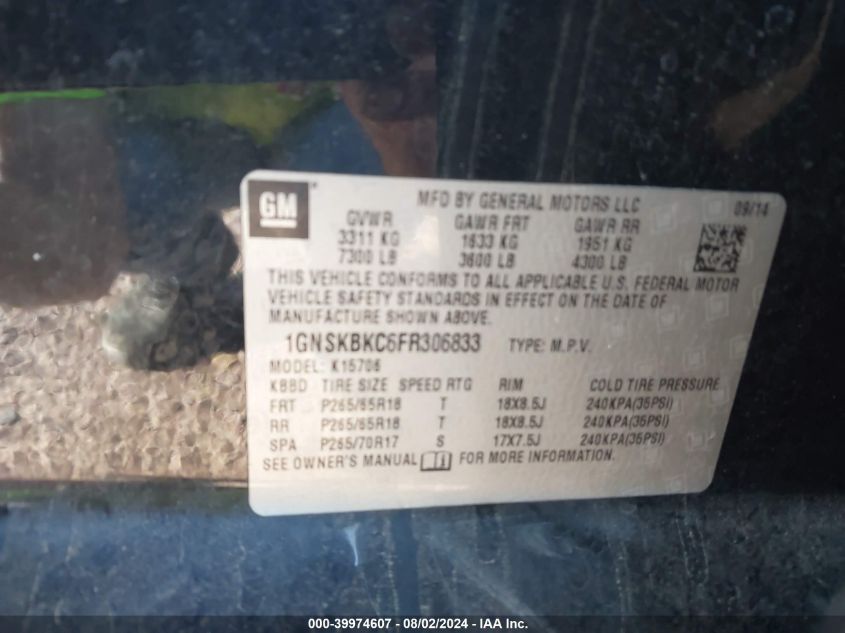 GM
MFD BY GENERAL MOTORS LLC 09/14
GVWR GAWR FRT GAWR RR
3311 KG 1633 KG 1951 KG
7300 LB 3600 LB 4300 LB
THIS VEHICLE CONFORMS TO ALL APPLICABLE U.S. FEDERAL MOTOR
VEHICLE SAFETY STANDARDS IN EFFECT ON THE DATE OF
MANUFACTURE SHOWN ABOVE.
1GNSKBKC6FR306833 TYPE: M.P.V.
MODEL: K15706
KBBD TIRE SIZE SPEED RTG RIM COLD TIRE PRESSURE
FRT P265/65R18 T 18X8.5J 240KPA(35PSI)
RR P265/65R18 T 18X8.5J 240KPA(35PSI)
SPA P265/70R17 S 17X7.5J 240KPA(35PSI)
SEE OWNER'S MANUAL FOR MORE INFORMATION.
000-39974607 - 08/02/2024 - IAA Inc.